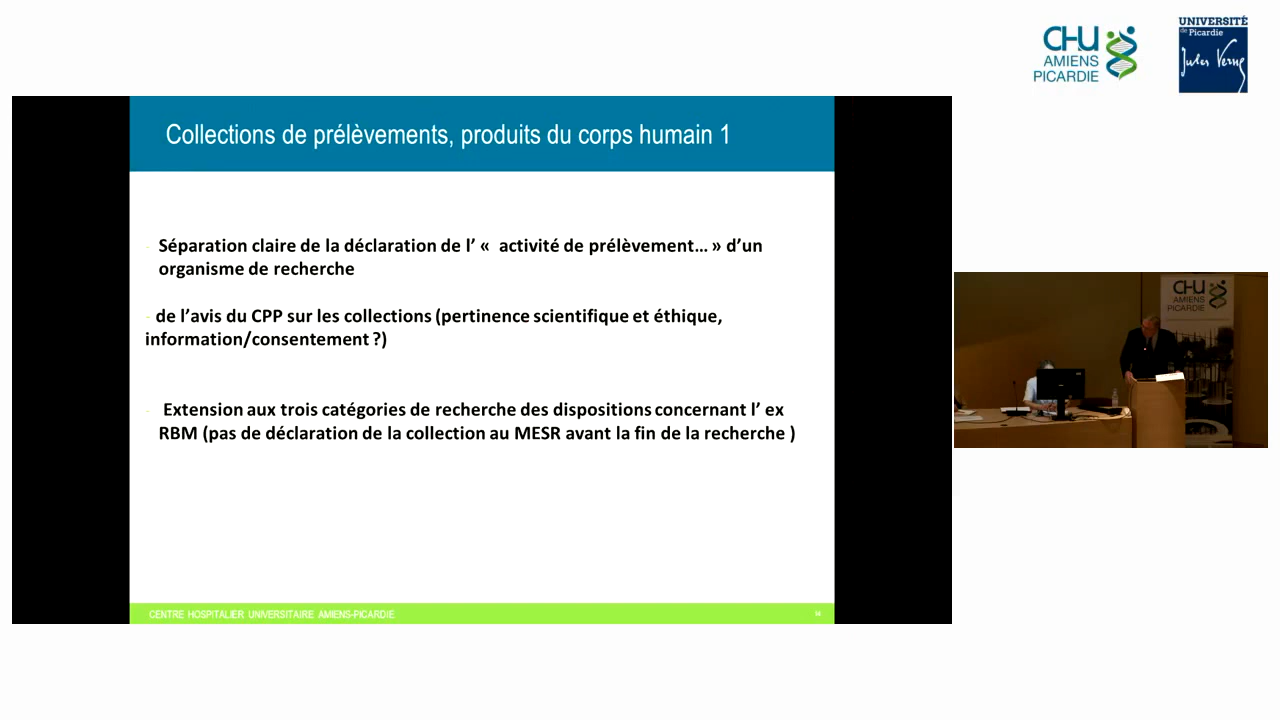 CHU
AMIENS
PICARDIE
UNIVERSITÉ
de Picardie
Jules Verne
Collections de prélèvements, produits du corps humain 1
- Séparation claire de la déclaration de l’ «  activité de prélèvement... » d’un
organisme de recherche
- de l’avis du CPP sur les collections (pertinence scientifique et éthique,
information/consentement ?)
- Extension aux trois catégories de recherche des dispositions concernant l’ ex
RBM (pas de déclaration de la collection au MESR avant la fin de la recherche )
CENTRE HOSPITALIER UNIVERSITAIRE AMIENS-PICARDIE
CHU
AMIENS
PICARDIE